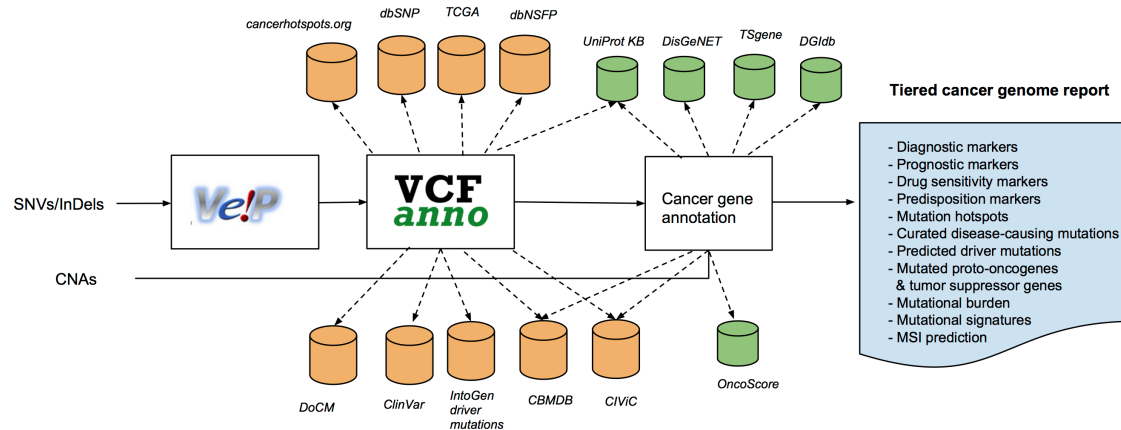 cancerhotspots.org
dbSNP
TCGA
dbNSFP
UniProt KB
DisGeNET
TSgene
DGIdb
Tiered cancer genome report
SNVs/InDels
Ve!P
VCF
anno
Cancer gene
annotation
CNAs
- Diagnostic markers
- Prognostic markers
- Drug sensitivity markers
- Predisposition markers
- Mutation hotspots
- Curated disease-causing mutations
- Predicted driver mutations
- Mutated proto-oncogenes
& tumor suppressor genes
- Mutational burden
- Mutational signatures
- MSI prediction
DoCM
ClinVar
IntoGen
driver
mutations
CBMDB
CIViC
OncoScore